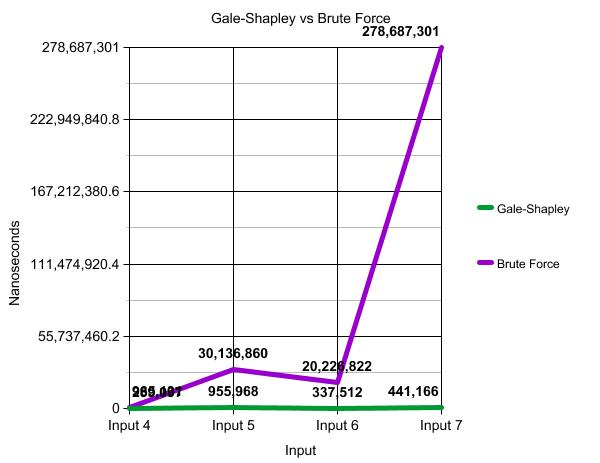 Gale-Shapley vs Brute Force
278,687,301
278,687,301
222,949,840.8
167,212,380.6
111,474,920.4
55,737,460.2
0
Nanoseconds
30,136,860
20,226,822
955,968
337,512
441,166
Input 4
Input 5
Input 6
Input 7
Input
Gale-Shapley
Brute Force